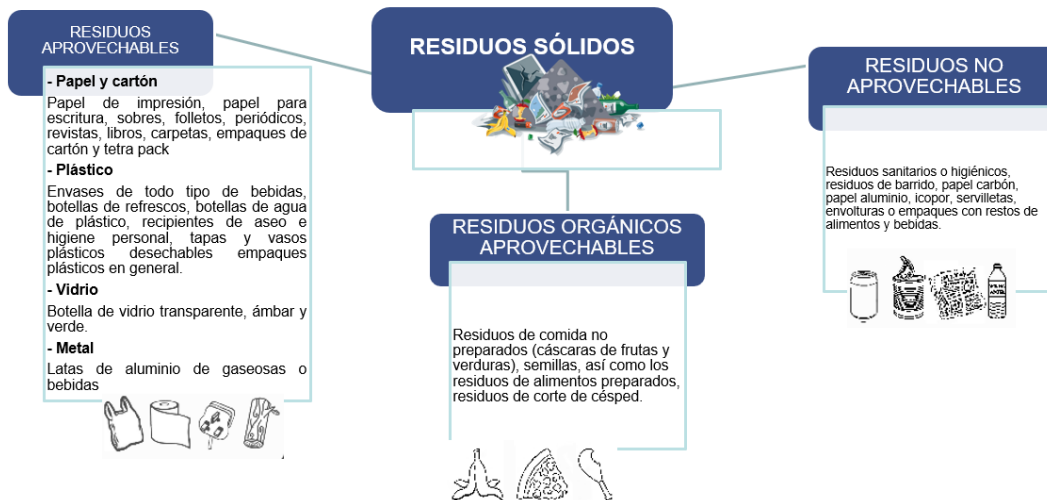 RESIDUOS SÓLIDOS
RESIDUOS
APROVECHABLES
- Papel y cartón
Papel de impresión, papel para
escritura, sobres, folletos, periódicos,
revistas, libros, carpetas, empaques de
cartón y tetra pack
- Plástico
Envases de todo tipo de bebidas,
botellas de refrescos, botellas de agua
de plástico, recipientes de aseo e
higiene personal, tapas y vasos
plásticos desechables empaques
plásticos en general.
- Vidrio
Botella de vidrio transparente, ámbar y
verde.
- Metal
Latas de aluminio de gaseosas o
bebidas
RESIDUOS ORGÁNICOS
APROVECHABLES
Residuos de comida no
preparados (cáscaras de frutas y
verduras), semillas, así como los
residuos de alimentos preparados,
residuos de corte de césped.
RESIDUOS NO
APROVECHABLES
Residuos sanitarios o higiénicos,
residuos de barrido, papel carbón,
papel aluminio, icopor, servilletas,
envolturas o empaques con restos de
alimentos y bebidas.